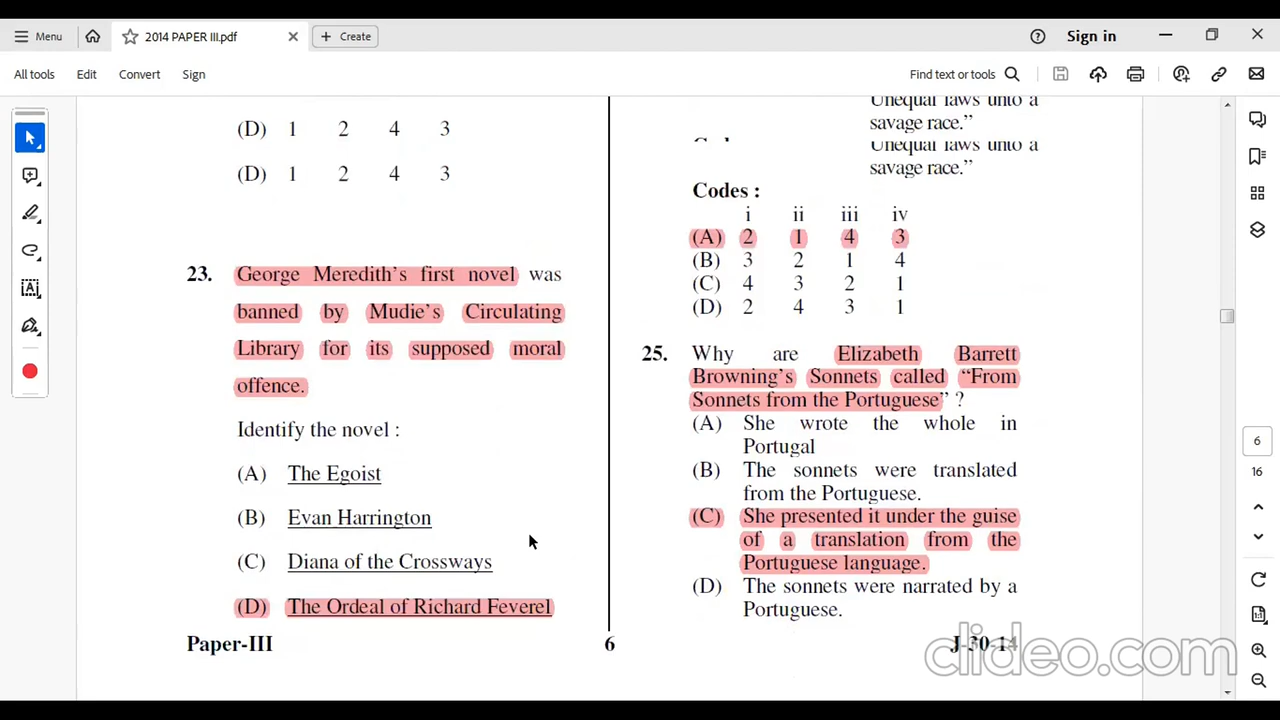 Menu
2014 PAPER III.pdf
Create
Sign in
All tools
Edit
Convert
Sign
Find text or tools
(D) 1 2 4 3
(D) 1 2 4 3
23. George Meredith's first novel was
banned by Mudie's Circulating
Library for its supposed moral
offence.
Identify the novel :
(A) The Egoist
(B) Evan Harrington
(C) Diana of the Crossways
(D) The Ordeal of Richard Feverel
Unequal laws unto a
savage race."
Unequal laws unto a
savage race."
Codes :
i ii iii iv
(A) 2 1 4 3
(B) 3 2 1 4
(C) 4 3 2 1
(D) 2 4 3 1
25. Why are Elizabeth Barrett
Browning's Sonnets called "From
Sonnets from the Portuguese" ?
(A) She wrote the whole in
Portugal
(B) The sonnets were translated
from the Portuguese.
(C) She presented it under the guise
of a translation from the
Portuguese language.
(D) The sonnets were narrated by a
Portuguese.
Paper-III
6
J-30-14
clideo.com
6
16